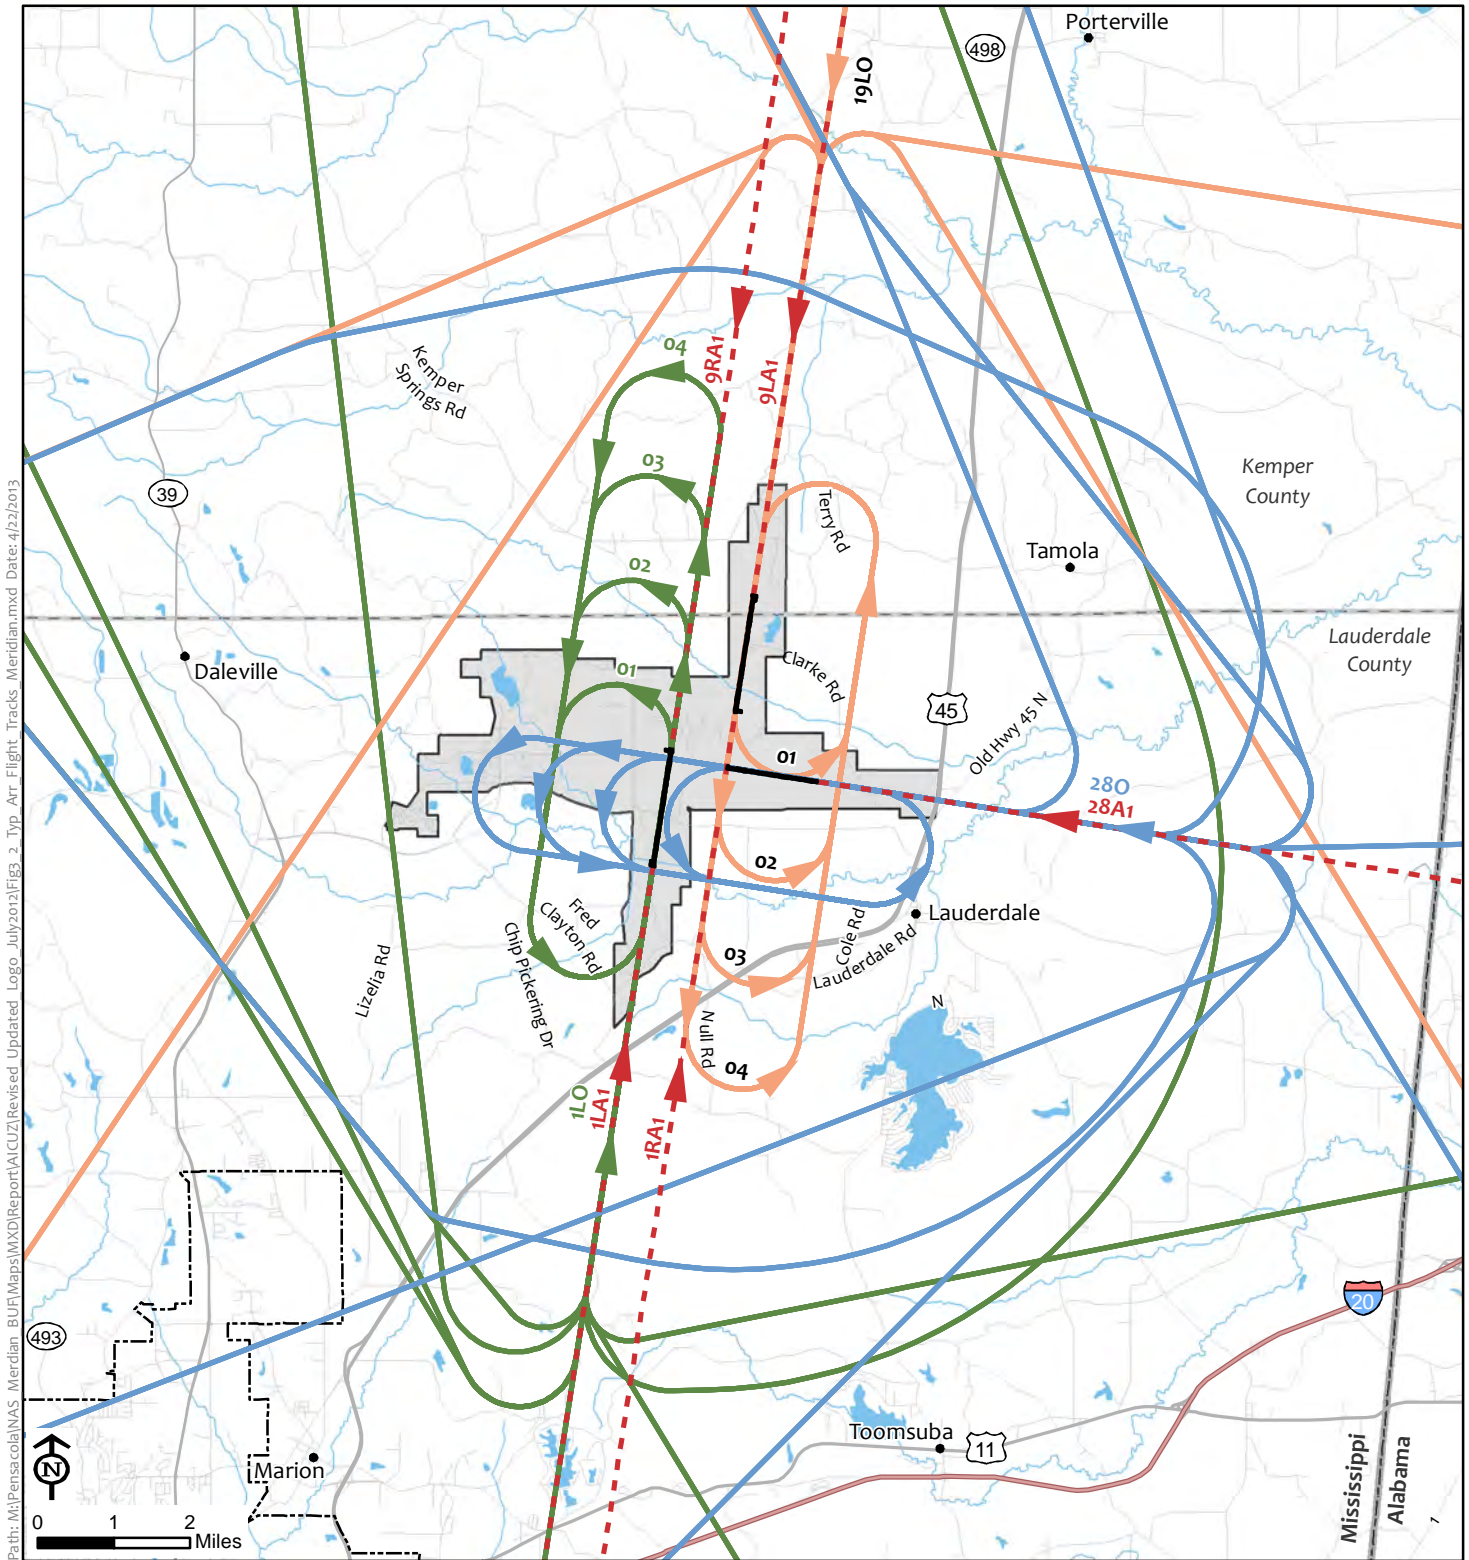 Porterville
498
19LO
04
9RA1
9LA1
Kemper
Springs Rd
03
39
Terry Rd
Kemper
County
02
Tamola
Lauderdale
County
Daleville
01
Clarke Rd
45
Old Hwy 45 N
01
28O
28A1
02
Fred
Clayton Rd
Chip Pickering Dr
Lizelia Rd
Lauderdale
Cole Rd
Lauderdale Rd
03
N
Null Rd
04
1LO
1LA1
1RA1
20
493
Toomsuba
11
Marion
N
Mississippi
Alabama
0 1 2
Miles
Path: M:\Pensacola\NAS_Merdian_BUF\Maps\MXD\Report\AICUZ\Revised_Updated_Logo_July2012\Fig3_2_Typ_Arr_Flight_Tracks_Meridian.mxd Date: 4/22/2013